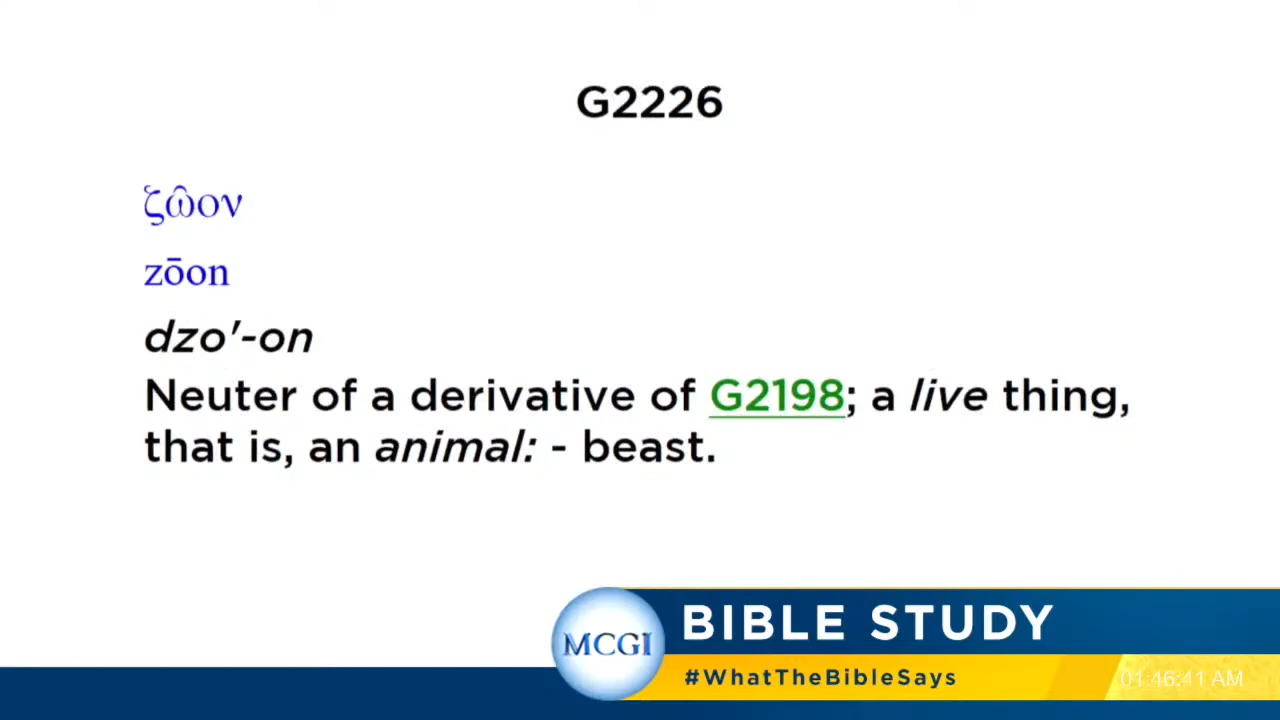 G2226
ζῶον
zōon
dzo'-on
Neuter of a derivative of G2198; a live thing,
that is, an animal: - beast.
MCGI
BIBLE STUDY
#WhatTheBibleSays
01:46:41 AM